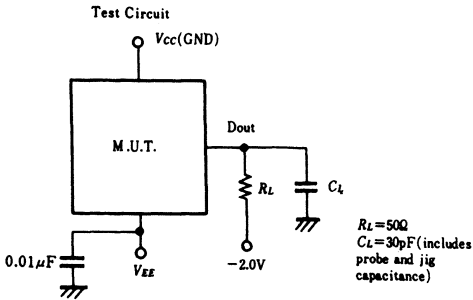 Test Circuit
VCC(GND)
M.U.T.
Dout
RL
CL
0.01μF
VEE
−2.0V
RL=50Ω
CL=30pF(includes
probe and jig
capacitance)